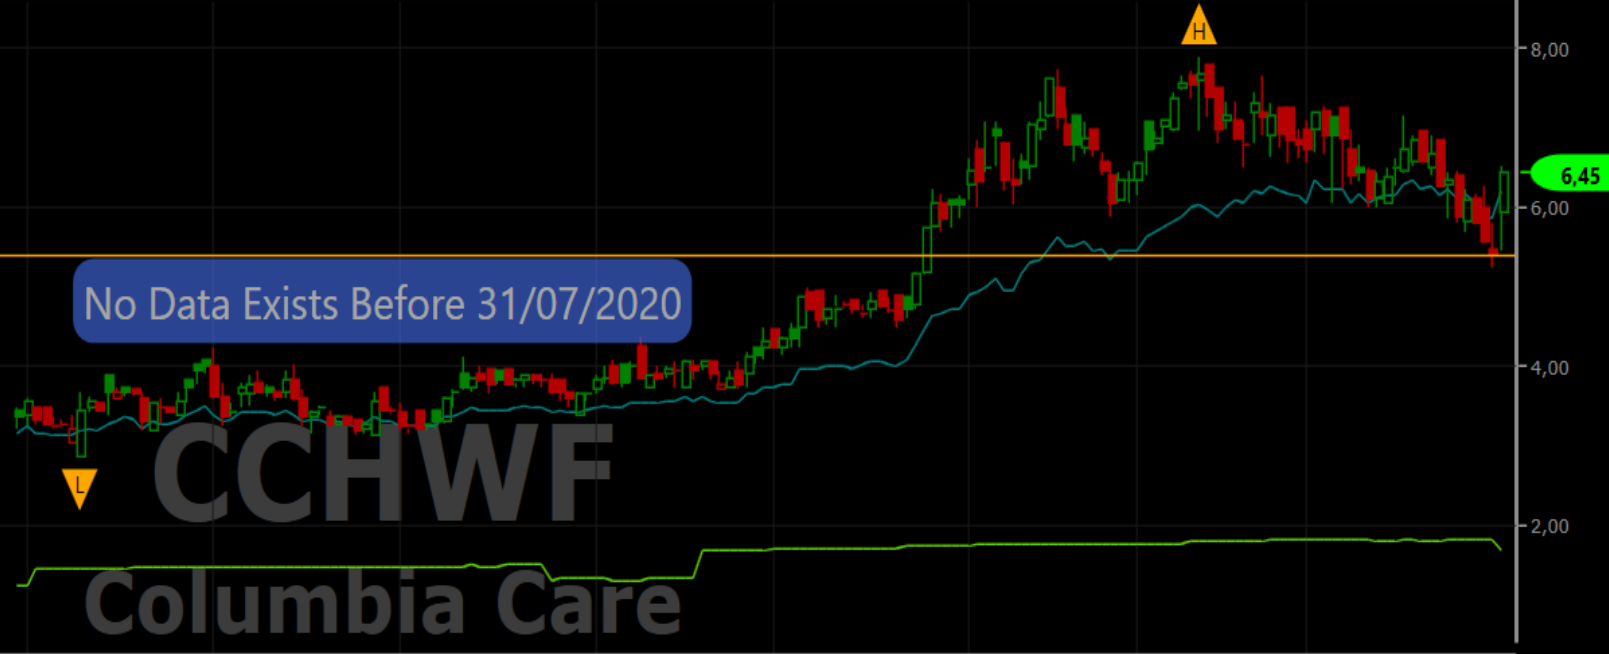 H
8,00
6,45
6,00
No Data Exists Before 31/07/2020
4,00
L
CCHWF
2,00
Columbia Care